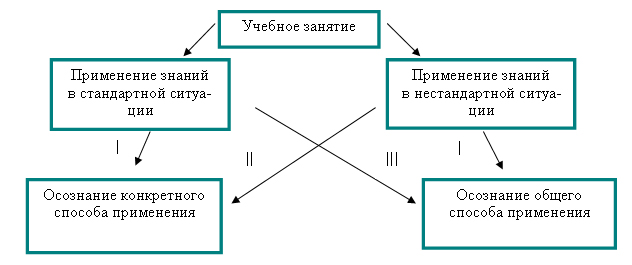 Учебное занятие
Применение знаний
в стандартной ситуа-
ции
Применение знаний
в нестандартной ситуа-
ции
I
II
III
I
Осознание конкретного
способа применения
Осознание общего
способа применения